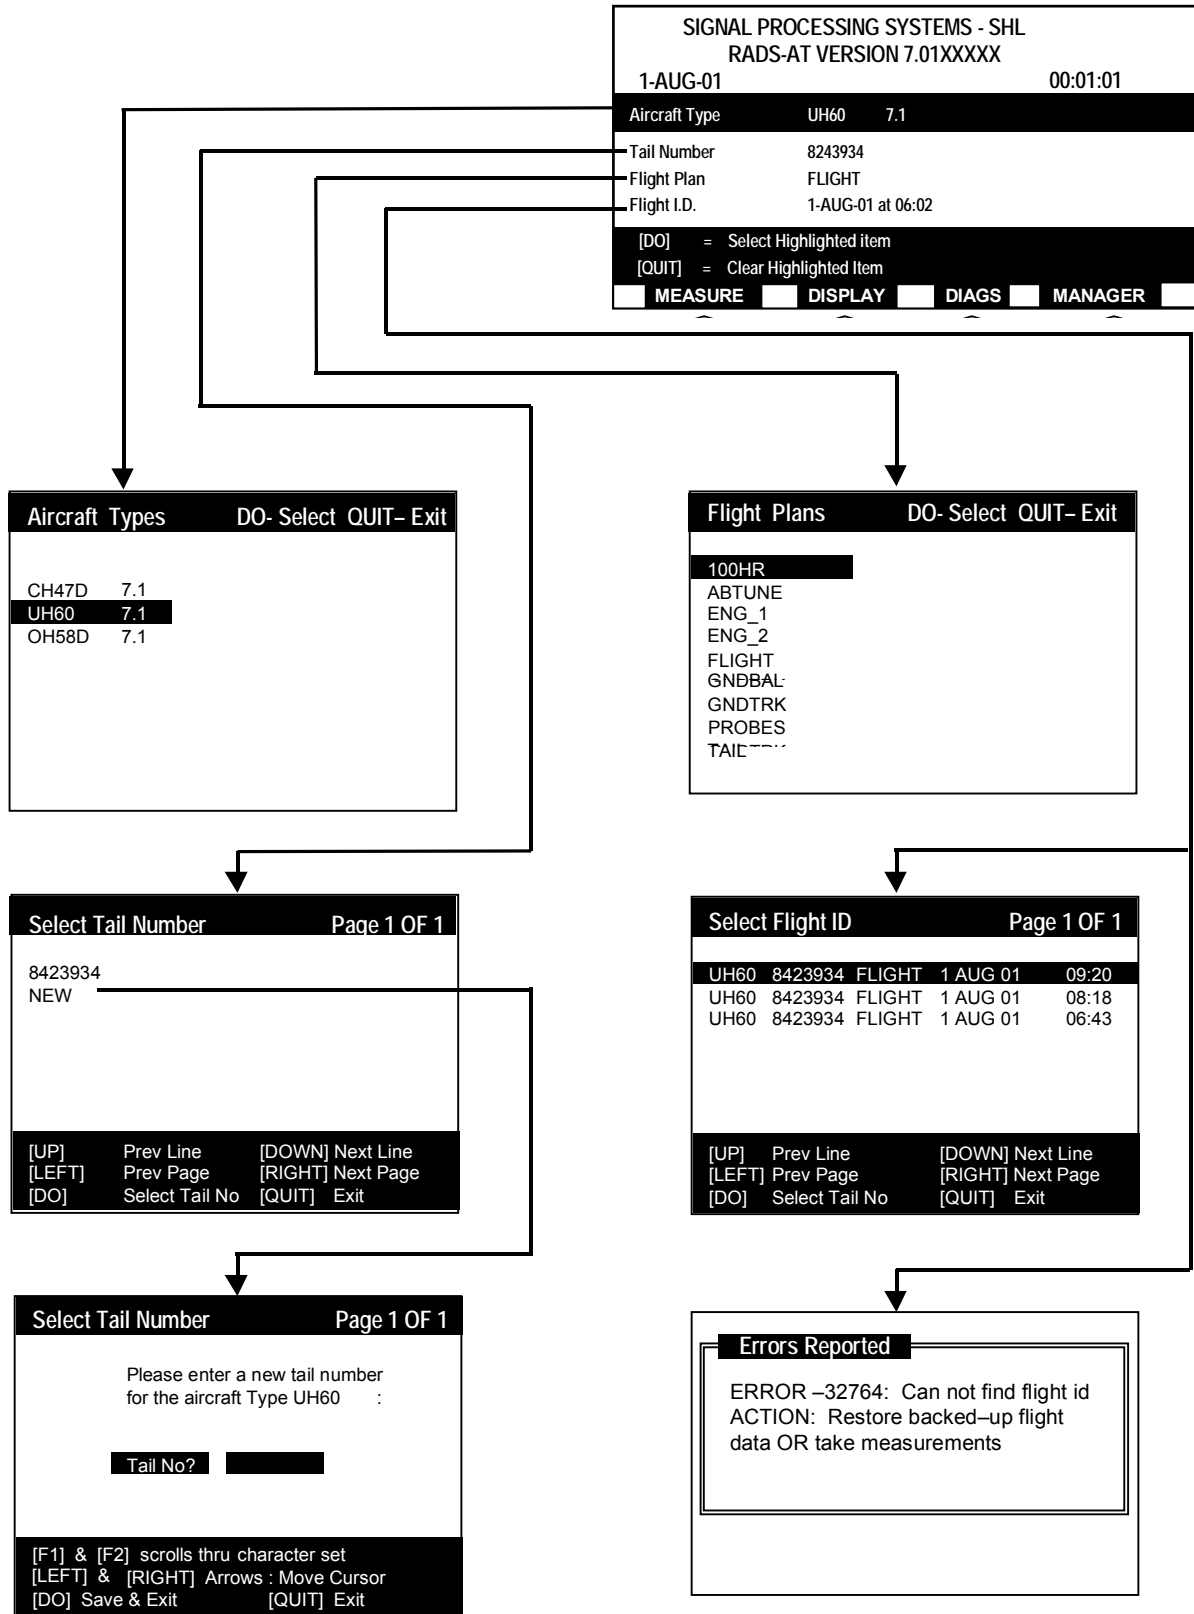 SIGNAL PROCESSING SYSTEMS - SHL
RADS-AT VERSION 7.01XXXXX
1-AUG-01 00:01:01
Aircraft Type UH60 7.1
Tail Number 8243934
Flight Plan FLIGHT
Flight I.D. 1-AUG-01 at 06:02
[DO] = Select Highlighted item
[QUIT] = Clear Highlighted Item
MEASURE DISPLAY DIAGS MANAGER
Aircraft Types DO- Select QUIT– Exit
CH47D 7.1
UH60 7.1
OH58D 7.1
Flight Plans DO- Select QUIT– Exit
100HR
ABTUNE
ENG_1
ENG_2
FLIGHT
GNDBAL
GNDTRK
PROBES
TAIL
Select Tail Number Page 1 OF 1
8423934
NEW
[UP] Prev Line [DOWN] Next Line
[LEFT] Prev Page [RIGHT] Next Page
[DO] Select Tail No [QUIT] Exit
Select Flight ID Page 1 OF 1
UH60 8423934 FLIGHT 1 AUG 01 09:20
UH60 8423934 FLIGHT 1 AUG 01 08:18
UH60 8423934 FLIGHT 1 AUG 01 06:43
[UP] Prev Line [DOWN] Next Line
[LEFT] Prev Page [RIGHT] Next Page
[DO] Select Tail No [QUIT] Exit
Select Tail Number Page 1 OF 1
Please enter a new tail number
for the aircraft Type UH60 :
Tail No?
[F1] & [F2] scrolls thru character set
[LEFT] & [RIGHT] Arrows : Move Cursor
[DO] Save & Exit [QUIT] Exit
Errors Reported
ERROR –32764: Can not find flight id
ACTION: Restore backed–up flight
data OR take measurements